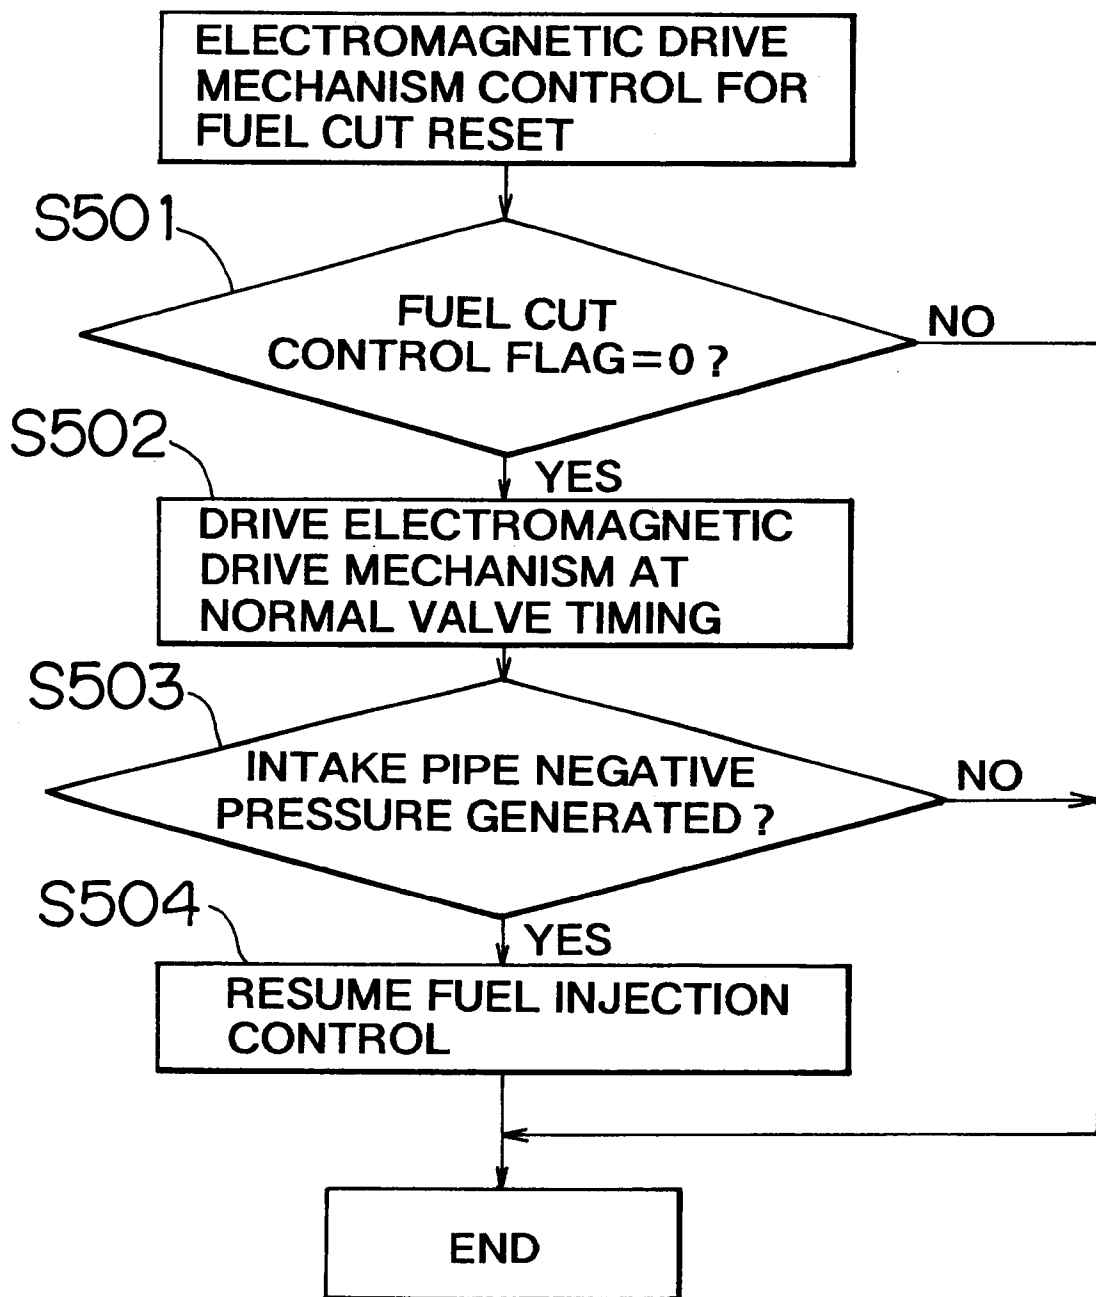 ELECTROMAGNETIC DRIVE
MECHANISM CONTROL FOR
FUEL CUT RESET
S501
FUEL CUT
CONTROL FLAG=0?
NO
YES
S502
DRIVE ELECTROMAGNETIC
DRIVE MECHANISM AT
NORMAL VALVE TIMING
S503
INTAKE PIPE NEGATIVE
PRESSURE GENERATED?
NO
YES
S504
RESUME FUEL INJECTION
CONTROL
END